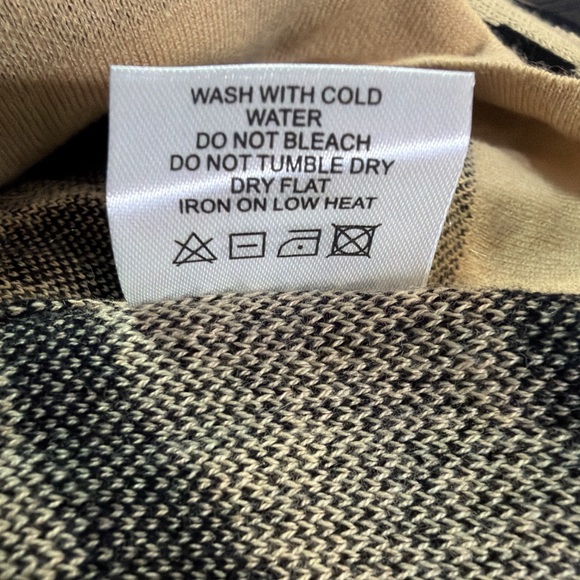 WASH WITH COLD
WATER
DO NOT BLEACH
DO NOT TUMBLE DRY
DRY FLAT
IRON ON LOW HEAT